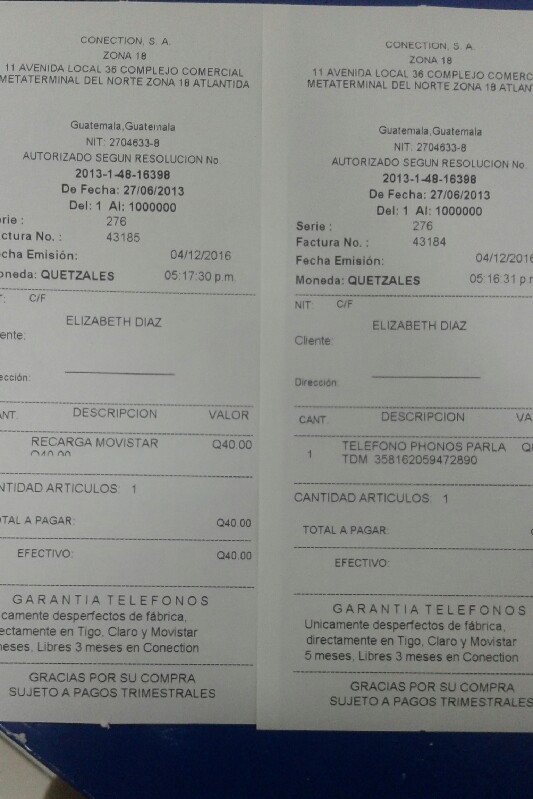 CONECTION, S. A.
ZONA 18
11 AVENIDA LOCAL 36 COMPLEJO COMERCIAL
METATERMINAL DEL NORTE ZONA 18 ATLANTIDA
Guatemala,Guatemala
NIT: 2704633-8
AUTORIZADO SEGUN RESOLUCION No.
2013-1-48-16398
De Fecha: 27/06/2013
Del: 1 Al: 1000000
erie : 276
actura No. : 43185
echa Emisión: 04/12/2016
oneda: QUETZALES 05:17:30 p.m.
T: C/F
ELIZABETH DIAZ
ente:
ección:
ANT. DESCRIPCION VALOR
RECARGA MOVISTAR Q40.00
NTIDAD ARTICULOS: 1
OTAL A PAGAR: Q40.00
EFECTIVO: Q40.00
GARANTIA TELEFONOS
icamente desperfectos de fábrica,
ectamente en Tigo, Claro y Movistar
meses, Libres 3 meses en Conection
GRACIAS POR SU COMPRA
SUJETO A PAGOS TRIMESTRALES
CONECTION, S. A.
ZONA 18
11 AVENIDA LOCAL 36 COMPLEJO COMERC
METATERMINAL DEL NORTE ZONA 18 ATLAN
Guatemala,Guatemala
NIT: 2704633-8
AUTORIZADO SEGUN RESOLUCION No.
2013-1-48-16398
De Fecha: 27/06/2013
Del: 1 Al: 1000000
Serie : 276
Factura No. : 43184
Fecha Emisión: 04/12/2016
Moneda: QUETZALES 05:16:31 p.m
NIT: C/F
ELIZABETH DIAZ
Cliente:
Dirección:
CANT. DESCRIPCION VA
1 TELEFONO PHONOS PARLA
TDM 358162059472890
CANTIDAD ARTICULOS: 1
TOTAL A PAGAR:
EFECTIVO:
GARANTIA TELEFONOS
Unicamente desperfectos de fábrica,
directamente en Tigo, Claro y Movistar
5 meses, Libres 3 meses en Conection
GRACIAS POR SU COMPRA
SUJETO A PAGOS TRIMESTRALES